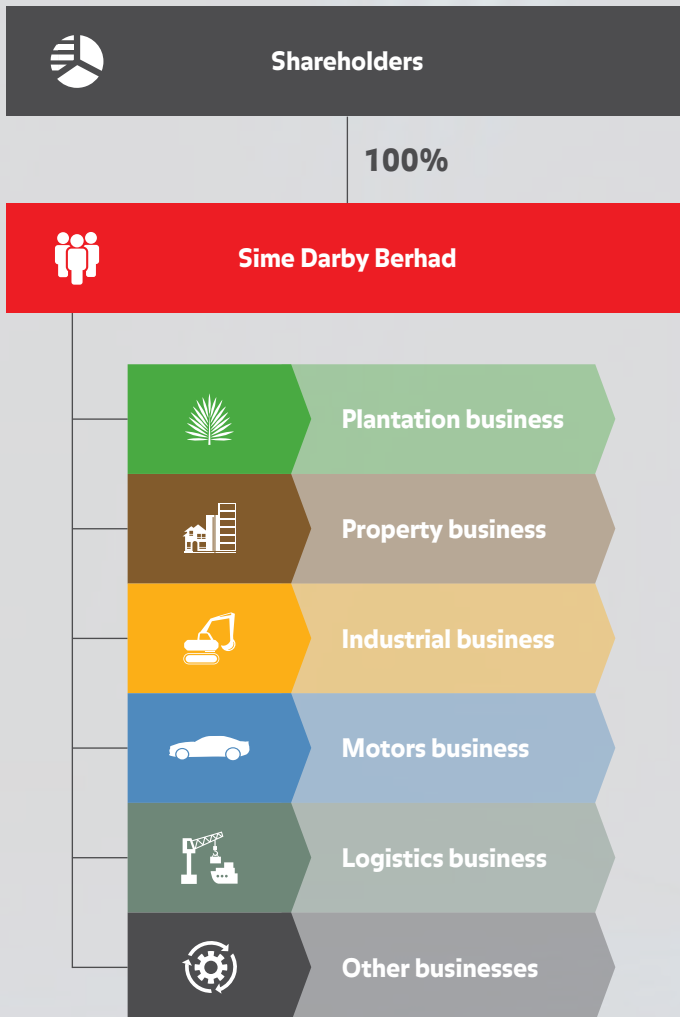 Shareholders
100%
Sime Darby Berhad
Plantation business
Property business
Industrial business
Motors business
Logistics business
Other businesses